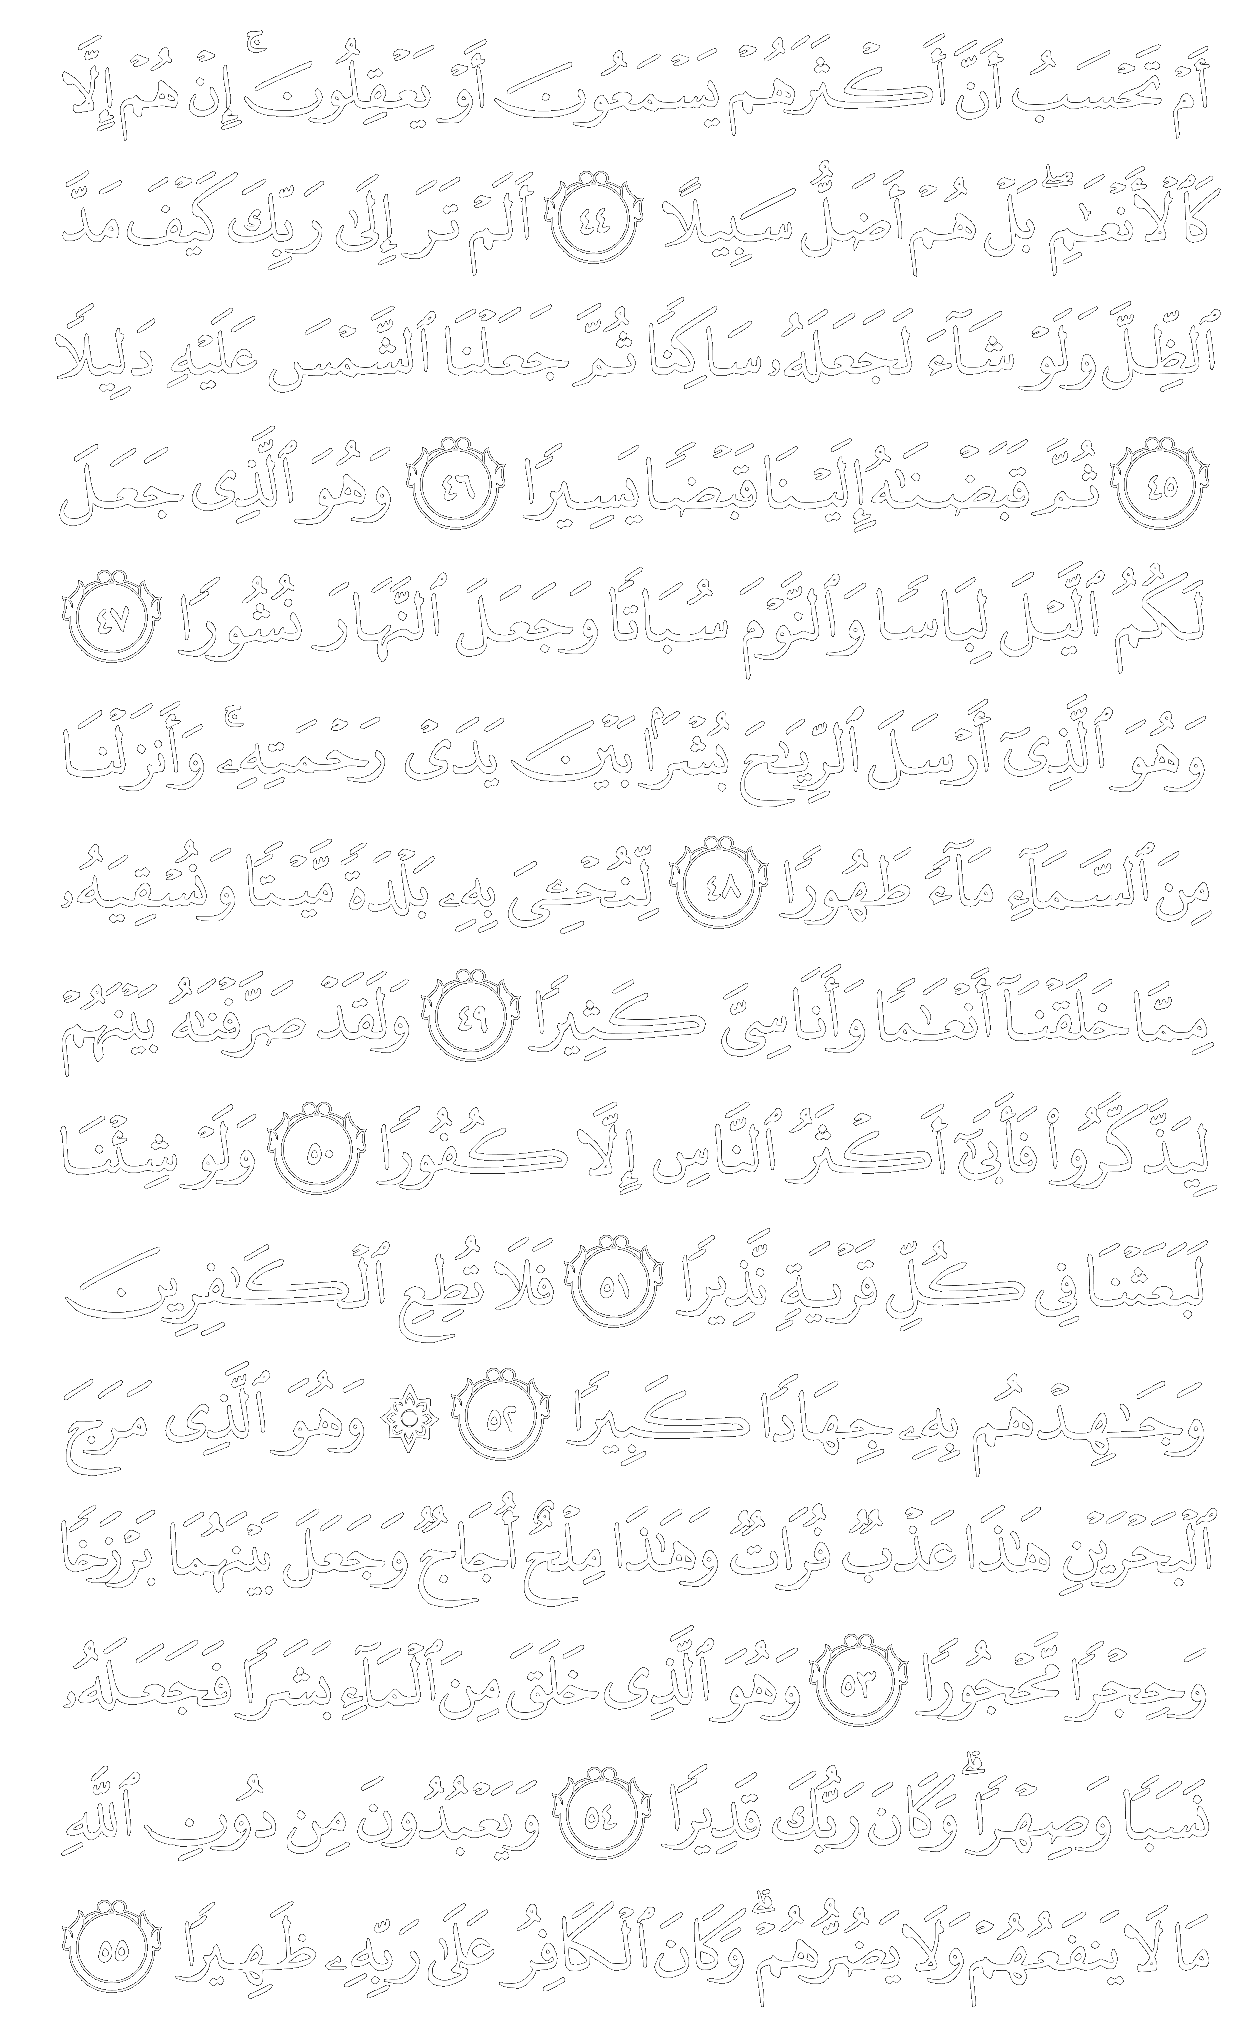 أَمْ تَحْسَبُ أَنَّ أَكْثَرَهُمْ يَسْمَعُونَ أَوْ يَعْقِلُونَ ۚ إِنْ هُمْ إِلَّا
كَٱلْأَنْعَـٰمِ ۖ بَلْ هُمْ أَضَلُّ سَبِيلًا ٤٤ أَلَمْ تَرَ إِلَىٰ رَبِّكَ كَيْفَ مَدَّ
ٱلظِّلَّ وَلَوْ شَآءَ لَجَعَلَهُۥ سَاكِنًا ثُمَّ جَعَلْنَا ٱلشَّمْسَ عَلَيْهِ دَلِيلًا
٤٥ ثُمَّ قَبَضْنَـٰهُ إِلَيْنَا قَبْضًا يَسِيرًا ٤٦ وَهُوَ ٱلَّذِى جَعَلَ
لَكُمُ ٱلَّيْلَ لِبَاسًا وَٱلنَّوْمَ سُبَاتًا وَجَعَلَ ٱلنَّهَارَ نُشُورًا ٤٧
وَهُوَ ٱلَّذِىٓ أَرْسَلَ ٱلرِّيَـٰحَ بُشْرًۢا بَيْنَ يَدَىْ رَحْمَتِهِۦ ۚ وَأَنزَلْنَا
مِنَ ٱلسَّمَآءِ مَآءً طَهُورًا ٤٨ لِّنُحْـِۧىَ بِهِۦ بَلْدَةً مَّيْتًا وَنُسْقِيَهُۥ
مِمَّا خَلَقْنَآ أَنْعَـٰمًا وَأَنَاسِىَّ كَثِيرًا ٤٩ وَلَقَدْ صَرَّفْنَـٰهُ بَيْنَهُمْ
لِيَذَّكَّرُوا۟ فَأَبَىٰٓ أَكْثَرُ ٱلنَّاسِ إِلَّا كُفُورًا ٥٠ وَلَوْ شِئْنَا
لَبَعَثْنَا فِى كُلِّ قَرْيَةٍ نَّذِيرًا ٥١ فَلَا تُطِعِ ٱلْكَـٰفِرِينَ
وَجَـٰهِدْهُم بِهِۦ جِهَادًا كَبِيرًا ٥٢ ۞ وَهُوَ ٱلَّذِى مَرَجَ
ٱلْبَحْرَيْنِ هَـٰذَا عَذْبٌ فُرَاتٌ وَهَـٰذَا مِلْحٌ أُجَاجٌ وَجَعَلَ بَيْنَهُمَا بَرْزَخًا
وَحِجْرًا مَّحْجُورًا ٥٣ وَهُوَ ٱلَّذِى خَلَقَ مِنَ ٱلْمَآءِ بَشَرًا فَجَعَلَهُۥ
نَسَبًا وَصِهْرًا ۗ وَكَانَ رَبُّكَ قَدِيرًا ٥٤ وَيَعْبُدُونَ مِن دُونِ ٱللَّهِ
مَا لَا يَنفَعُهُمْ وَلَا يَضُرُّهُمْ ۗ وَكَانَ ٱلْكَافِرُ عَلَىٰ رَبِّهِۦ ظَهِيرًا ٥٥